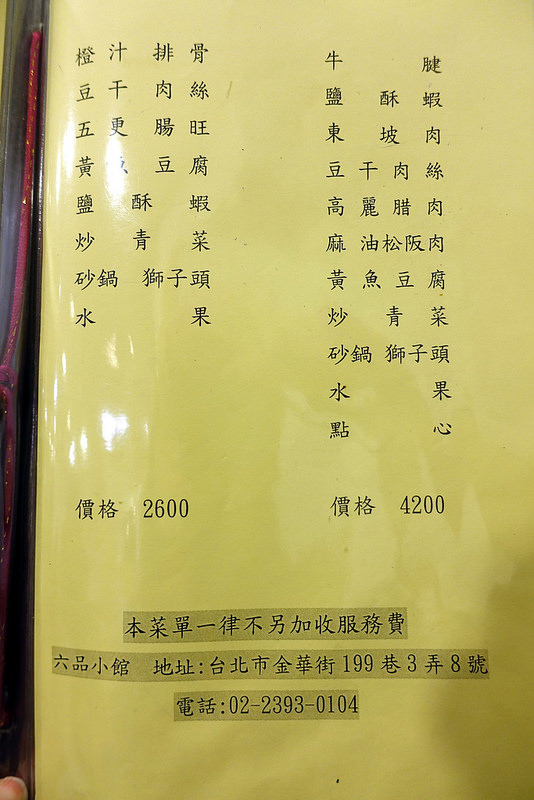 橙汁排骨
豆干肉絲
五更腸旺
黃魚豆腐
鹽酥蝦
炒青菜
砂鍋獅子頭
水果
價格 2600
牛腱
鹽酥蝦
東坡肉
豆干肉絲
高麗腊肉
麻油松阪肉
黃魚豆腐
炒青菜
砂鍋獅子頭
水果
點心
價格 4200
本菜單一律不另加收服務費
六品小館 地址:台北市金華街199巷3弄8號
電話:02-2393-0104